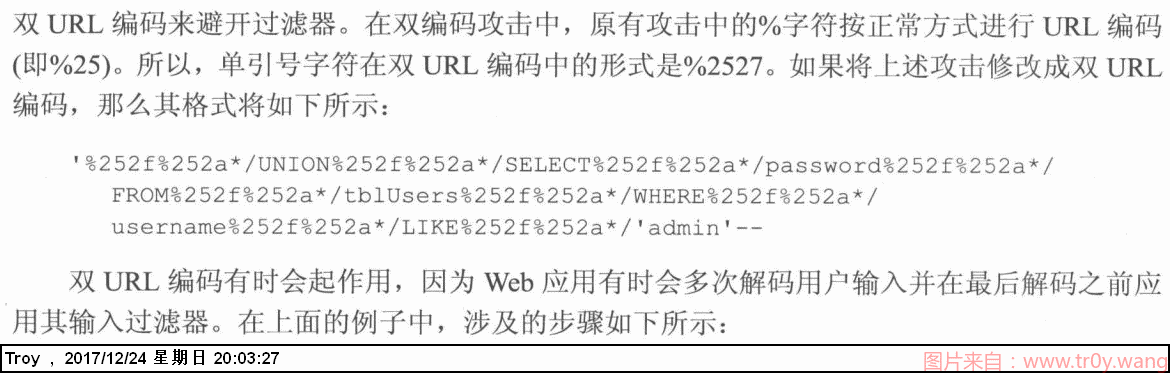 双 URL 编码来避开过滤器。在双编码攻击中，原有攻击中的%字符按正常方式进行 URL 编码
(即%25)。所以，单引号字符在双 URL 编码中的形式是%2527。如果将上述攻击修改成双 URL
编码，那么其格式将如下所示：
'%252f%252a*/UNION%252f%252a*/SELECT%252f%252a*/password%252f%252a*/
FROM%252f%252a*/tblUsers%252f%252a*/WHERE%252f%252a*/
username%252f%252a*/LIKE%252f%252a*/'admin'--
双 URL 编码有时会起作用，因为 Web 应用有时会多次解码用户输入并在最后解码之前应
用其输入过滤器。在上面的例子中，涉及的步骤如下所示：
Troy , 2017/12/24 星期日 20:03:27
图片来自：www.tr0y.wang